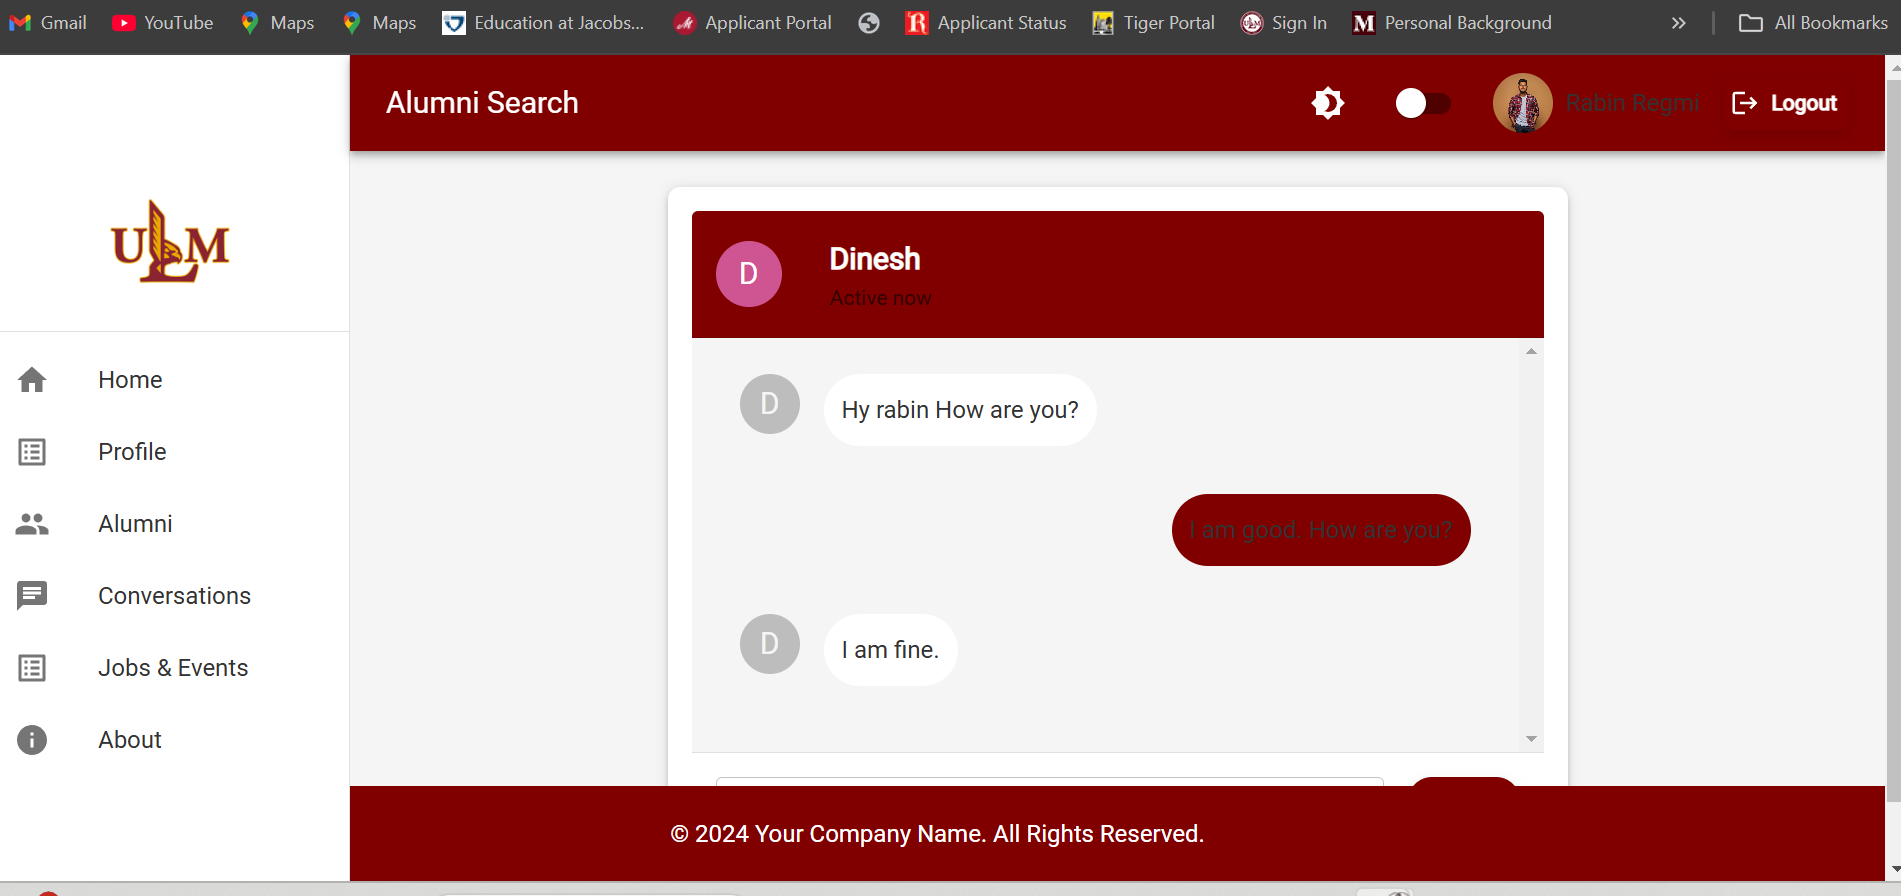 Gmail YouTube Maps Maps Education at Jacobs... Applicant Portal Applicant Status Tiger Portal Sign In Personal Background » All Bookmarks
Alumni Search
Rabin Regmi
Logout
ULM
Home
Profile
Alumni
Conversations
Jobs & Events
About
D
Dinesh
Active now
D
Hy rabin How are you?
I am good. How are you?
D
I am fine.
© 2024 Your Company Name. All Rights Reserved.